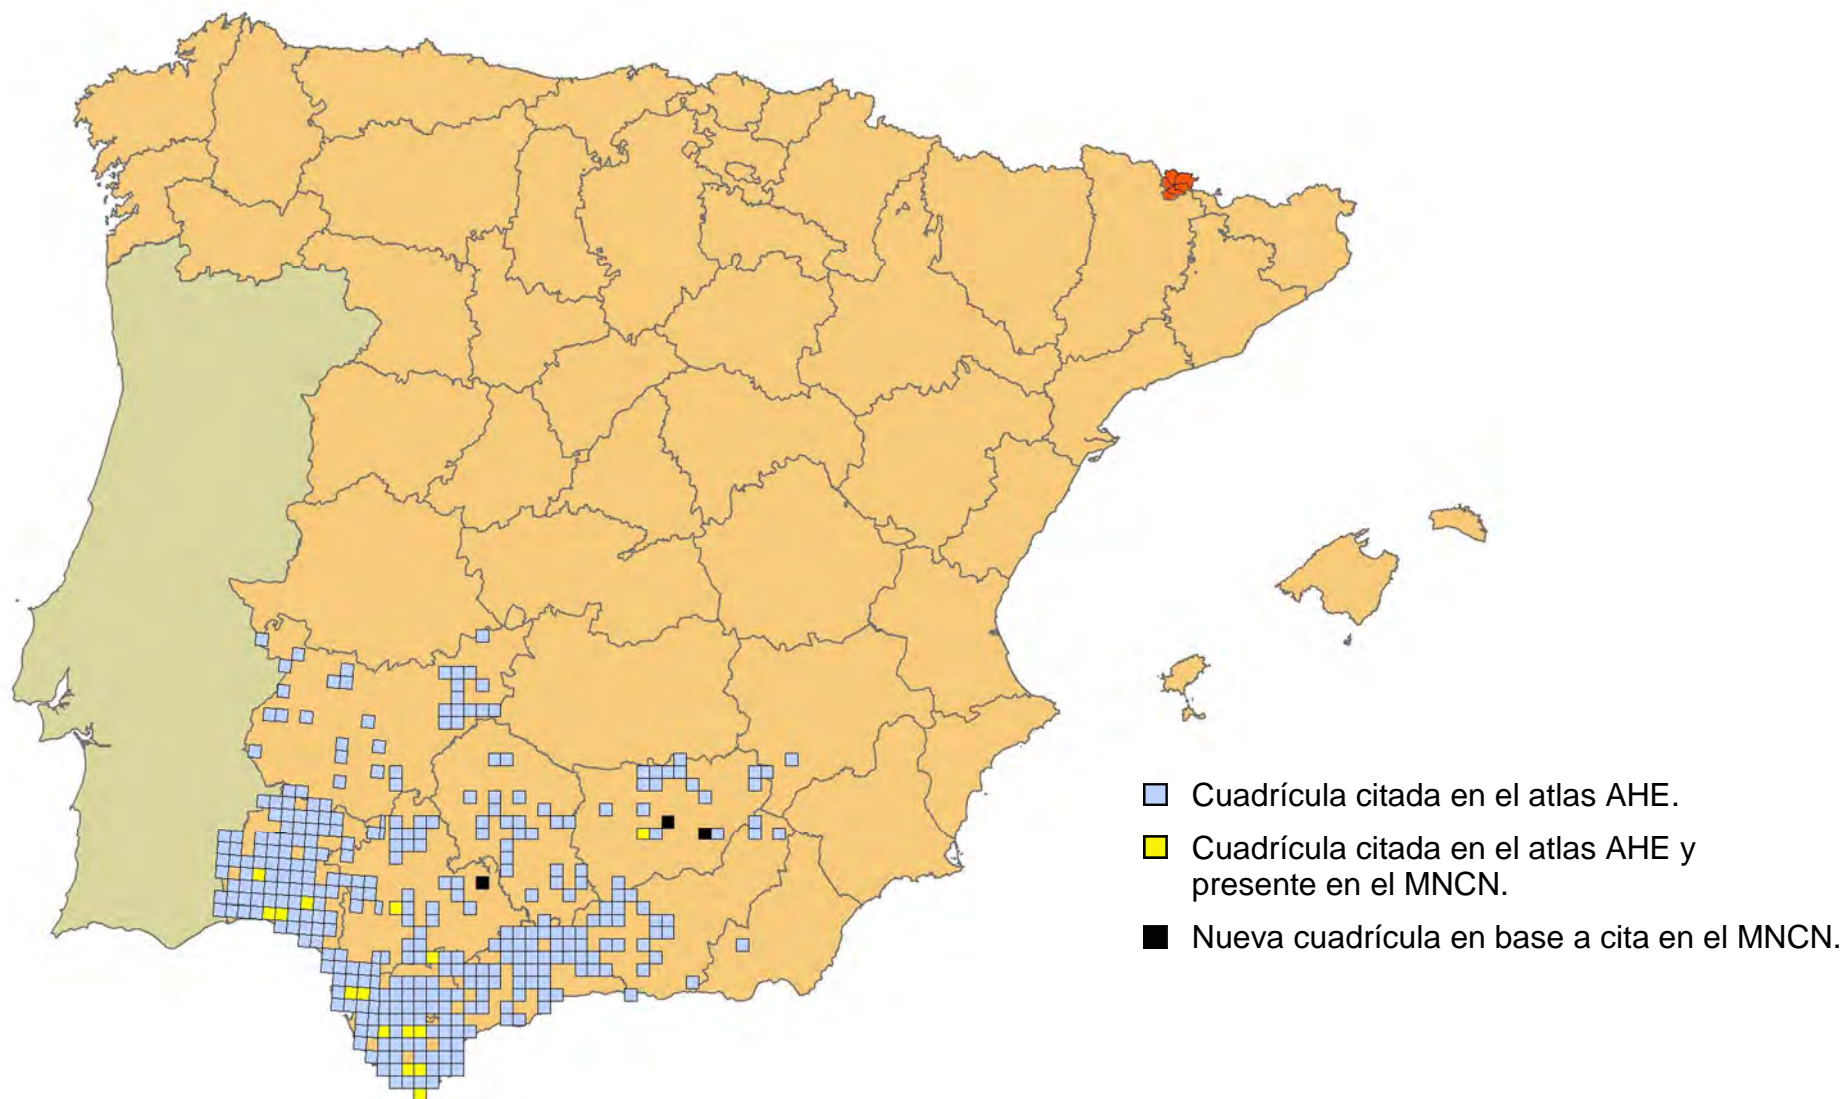 Cuadrícula citada en el atlas AHE.
Cuadrícula citada en el atlas AHE y
presente en el MNCN.
Nueva cuadrícula en base a cita en el MNCN.